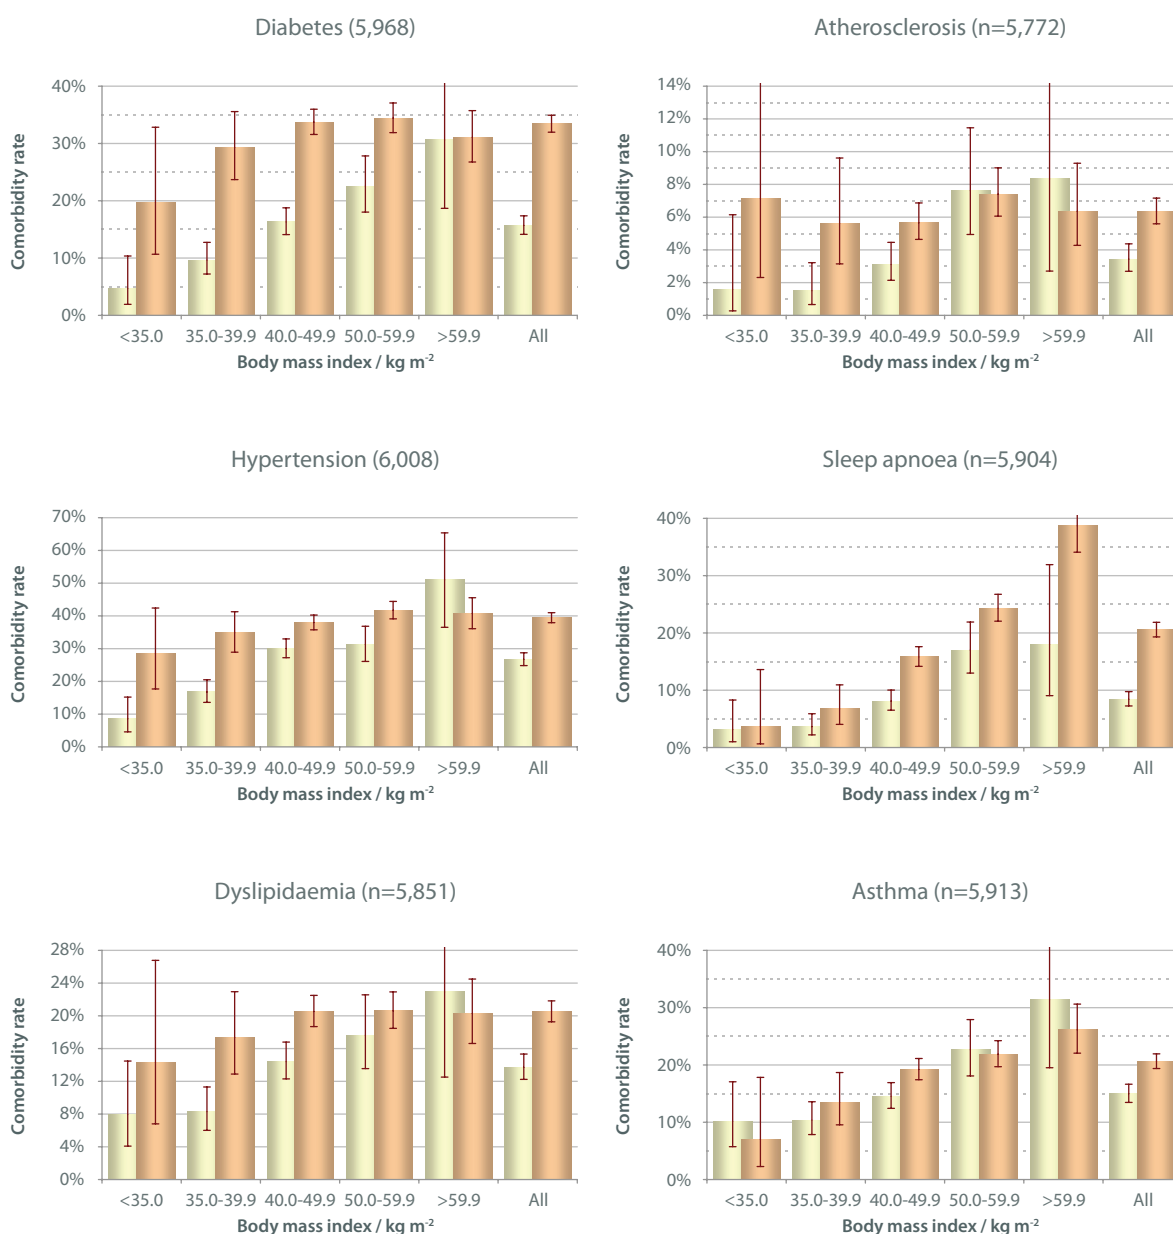 Diabetes (5,968)
40%
30%
20%
10%
0%
Comorbidity rate
<35.0 35.0-39.9 40.0-49.9 50.0-59.9 >59.9 All
Body mass index / kg m⁻²
Atherosclerosis (n=5,772)
14%
12%
10%
8%
6%
4%
2%
0%
Comorbidity rate
<35.0 35.0-39.9 40.0-49.9 50.0-59.9 >59.9 All
Body mass index / kg m⁻²
Hypertension (6,008)
70%
60%
50%
40%
30%
20%
10%
0%
Comorbidity rate
<35.0 35.0-39.9 40.0-49.9 50.0-59.9 >59.9 All
Body mass index / kg m⁻²
Sleep apnoea (n=5,904)
40%
30%
20%
10%
0%
Comorbidity rate
<35.0 35.0-39.9 40.0-49.9 50.0-59.9 >59.9 All
Body mass index / kg m⁻²
Dyslipidaemia (n=5,851)
28%
24%
20%
16%
12%
8%
4%
0%
Comorbidity rate
<35.0 35.0-39.9 40.0-49.9 50.0-59.9 >59.9 All
Body mass index / kg m⁻²
Asthma (n=5,913)
40%
30%
20%
10%
0%
Comorbidity rate
<35.0 35.0-39.9 40.0-49.9 50.0-59.9 >59.9 All
Body mass index / kg m⁻²